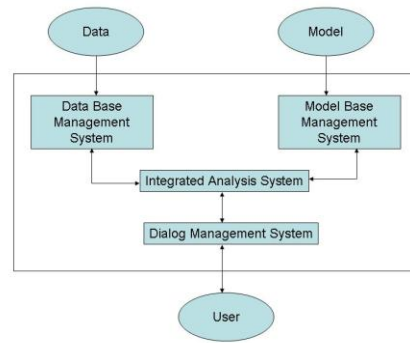 Data
Model
Data Base
Management
System
Model Base
Management
System
Integrated Analysis System
Dialog Management System
User